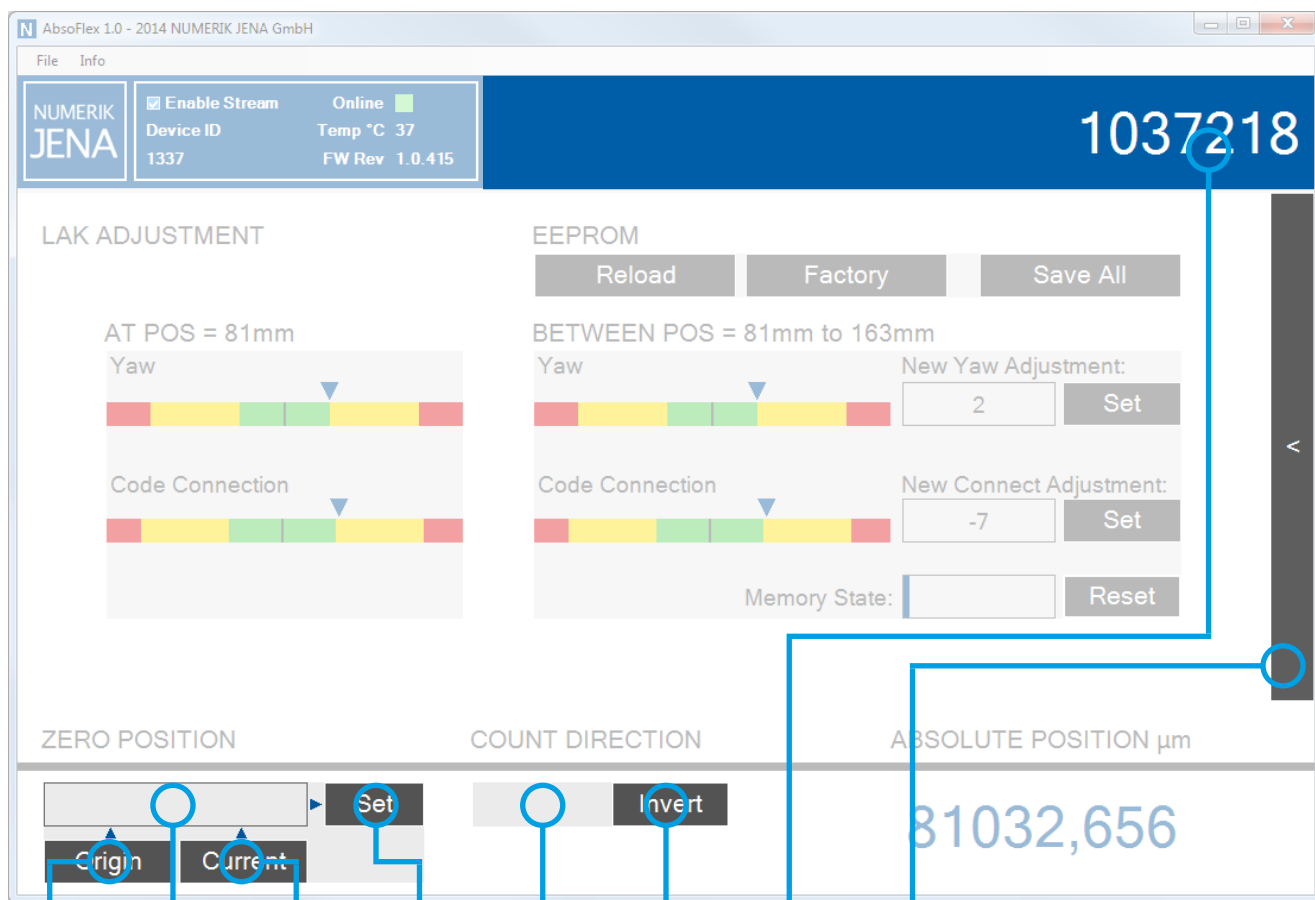 N AbsoFlex 1.0 - 2014 NUMERIK JENA GmbH
File Info
NUMERIK
JENA
Enable Stream Online
Device ID Temp °C 37
1337 FW Rev 1.0.415
1037218
LAK ADJUSTMENT
EEPROM
Reload Factory Save All
AT POS = 81mm
BETWEEN POS = 81mm to 163mm
Yaw
Yaw
New Yaw Adjustment:
2 Set
Code Connection
Code Connection
New Connect Adjustment:
-7 Set
Memory State: Reset
<
ZERO POSITION COUNT DIRECTION ABSOLUTE POSITION µm
Set
Invert
81032,656
Origin Current